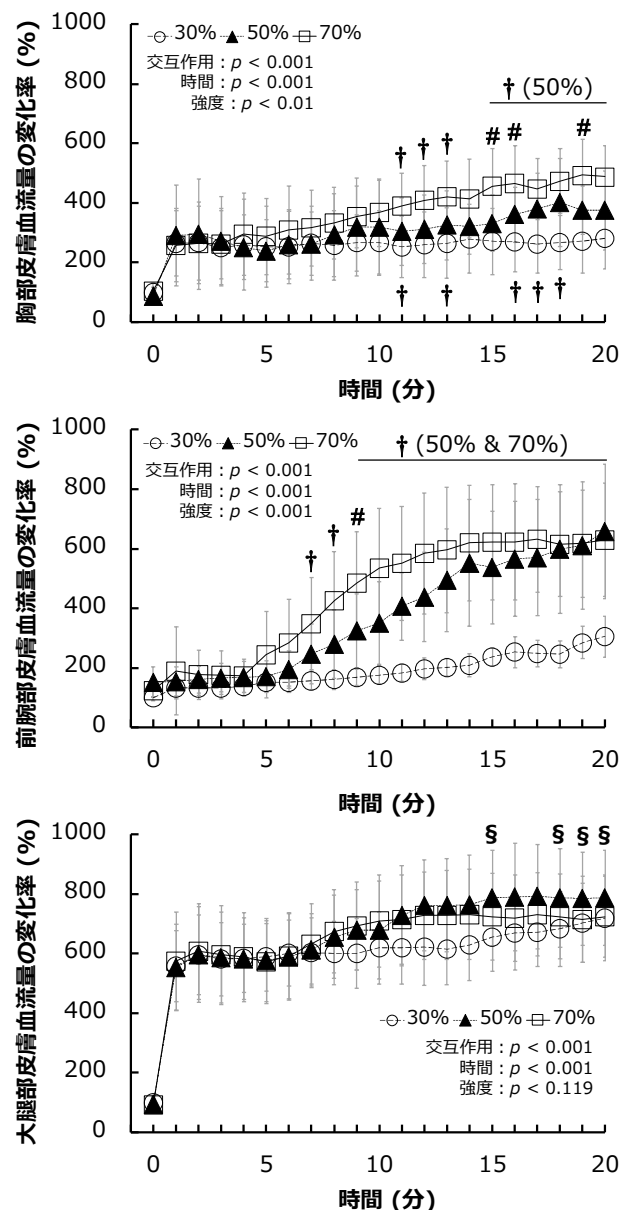 胸部皮膚血流量の変化率 (%)
1000
800
600
400
200
0
30% 50% 70%
交互作用 : p < 0.001
時間 : p < 0.001
強度 : p < 0.01
† (50%)
† † † # # #
† † † † †
0 5 10 15 20
時間 (分)
前腕部皮膚血流量の変化率 (%)
1000
800
600
400
200
0
30% 50% 70%
交互作用 : p < 0.001
時間 : p < 0.001
強度 : p < 0.001
† (50% & 70%)
† † #
0 5 10 15 20
時間 (分)
大腿部皮膚血流量の変化率 (%)
1000
800
600
400
200
0
§ § § §
30% 50% 70%
交互作用 : p < 0.001
時間 : p < 0.001
強度 : p < 0.119
0 5 10 15 20
時間 (分)